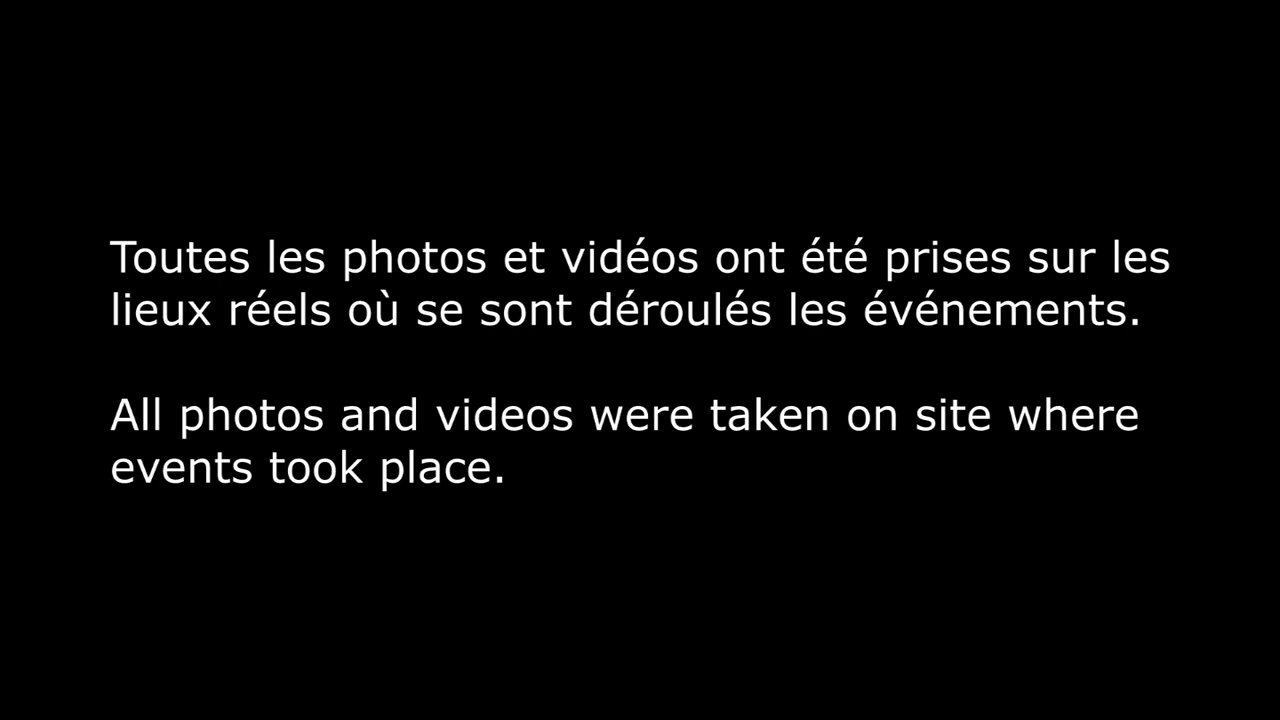 Toutes les photos et vidéos ont été prises sur les
lieux réels où se sont déroulés les événements.
All photos and videos were taken on site where
events took place.